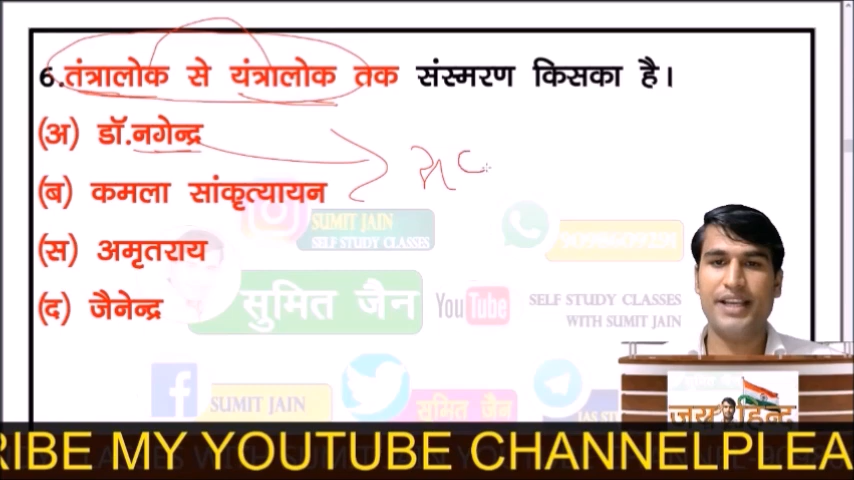 6.तंत्रालोक से यंत्रालोक तक संस्मरण किसका है।
(अ) डॉ.नगेन्द्र
(ब) कमला सांकृत्यायन
(स) अमृतराय
(द) जैनेन्द्र
SUMIT JAIN
SELF STUDY CLASSES
सुमित जैन
YouTube
SELF STUDY CLASSES
WITH SUMIT JAIN
SUMIT JAIN
सुमित जैन
जय हिन्द
RIBE MY YOUTUBE CHANNELPLEA